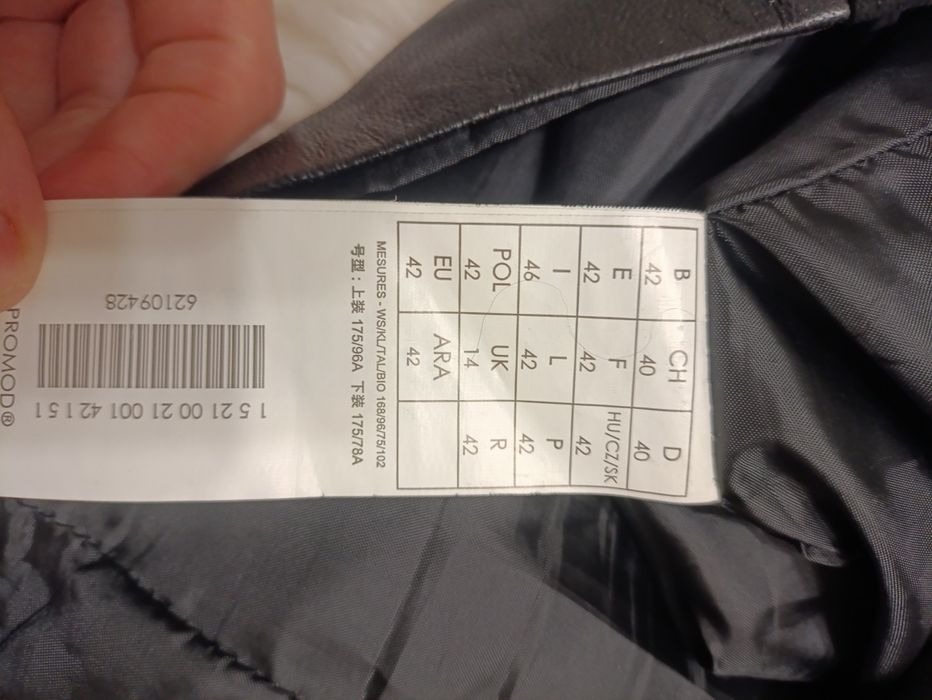 B CH D
42 40 40
E F HU/CZ/SK
42 42 42
I L P
46 42 42
POL UK R
42 14 42
EU ARA
42 42
MESURES - WS/KL/TAL/BIO 168/96/75/102
号型：上装 175/96A 下装 175/78A
1 5 21 00 21 001 42 1 5 1
62109428
PROMOD®